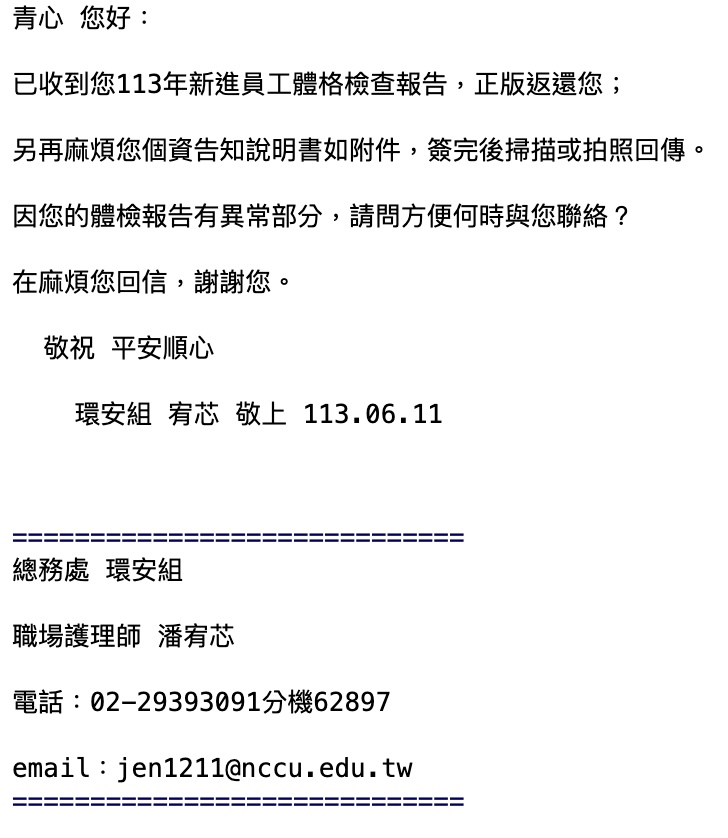 青心 您好：
已收到您113年新進員工體格檢查報告，正版返還您；
另再麻煩您個資告知說明書如附件，簽完後掃描或拍照回傳。
因您的體檢報告有異常部分，請問方便何時與您聯絡？
在麻煩您回信，謝謝您。
敬祝 平安順心
環安組 宥芯 敬上 113.06.11
=============================
總務處 環安組
職場護理師 潘宥芯
電話：02-29393091分機62897
email：jen1211@nccu.edu.tw
=============================